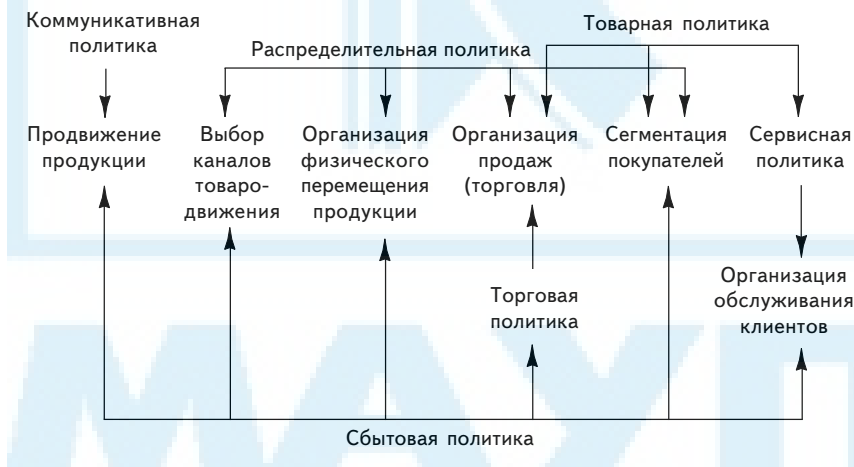 Коммуникативная
политика
Распределительная политика
Товарная политика
Продвижение
продукции
Выбор
каналов
товаро-
движения
Организация
физического
перемещения
продукции
Организация
продаж
(торговля)
Сегментация
покупателей
Сервисная
политика
Торговая
политика
Организация
обслуживания
клиентов
Сбытовая политика
МАУП